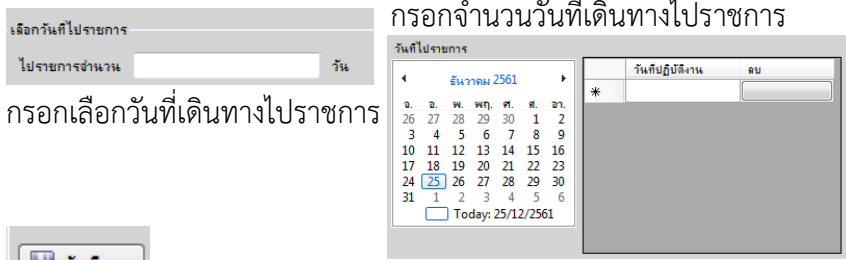 กรอกจำนวนวันที่เดินทางไปราชการ
เลือกวันที่ไปราชการ
ไปราชการจำนวน วัน
กรอกเลือกวันที่เดินทางไปราชการ
วันที่ไปราชการ
ธันวาคม 2561
จ. อ. พ. พฤ. ศ. ส. อา.
26 27 28 29 30 1 2
3 4 5 6 7 8 9
10 11 12 13 14 15 16
17 18 19 20 21 22 23
24 25 26 27 28 29 30
31 1 2 3 4 5 6
Today: 25/12/2561
วันที่ปฏิบัติงาน ลบ